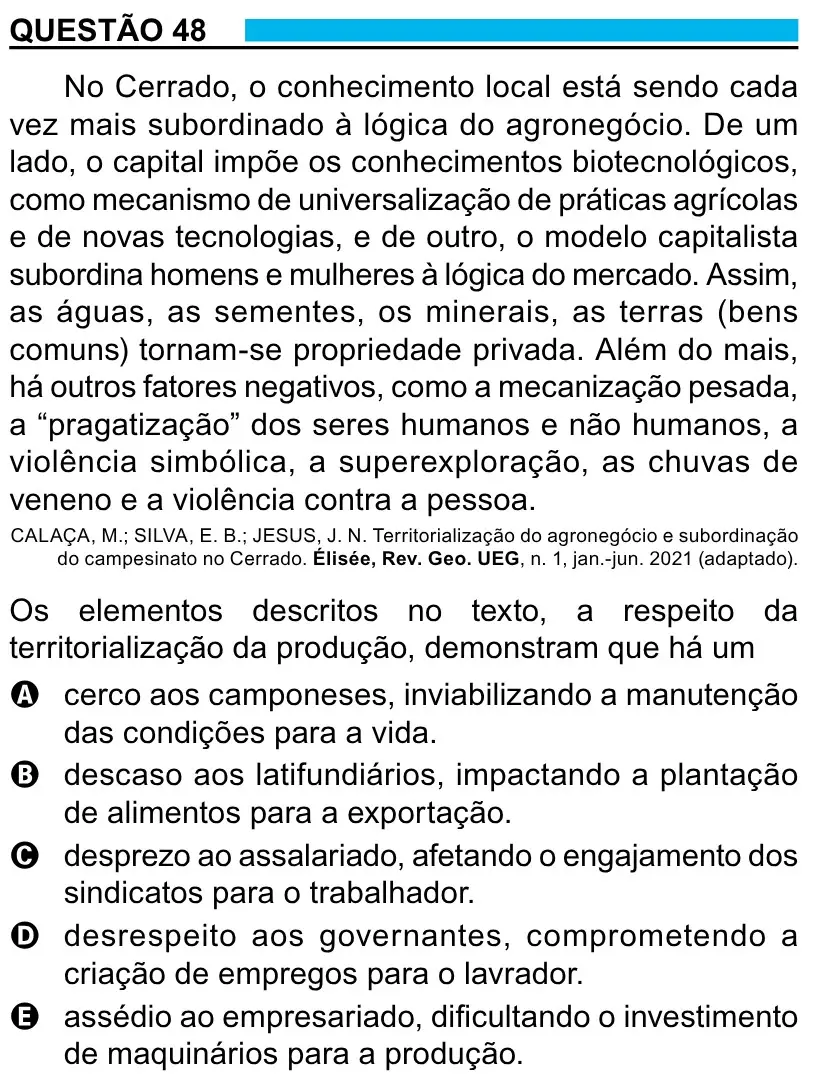 QUESTÃO 48
No Cerrado, o conhecimento local está sendo cada
vez mais subordinado à lógica do agronegócio. De um
lado, o capital impõe os conhecimentos biotecnológicos,
como mecanismo de universalização de práticas agrícolas
e de novas tecnologias, e de outro, o modelo capitalista
subordina homens e mulheres à lógica do mercado. Assim,
as águas, as sementes, os minerais, as terras (bens
comuns) tornam-se propriedade privada. Além do mais,
há outros fatores negativos, como a mecanização pesada,
a “pragatização” dos seres humanos e não humanos, a
violência simbólica, a superexploração, as chuvas de
veneno e a violência contra a pessoa.
CALAÇA, M.; SILVA, E. B.; JESUS, J. N. Territorialização do agronegócio e subordinação
do campesinato no Cerrado. Élisée, Rev. Geo. UEG, n. 1, jan.-jun. 2021 (adaptado).
Os elementos descritos no texto, a respeito da
territorialização da produção, demonstram que há um
A cerco aos camponeses, inviabilizando a manutenção
das condições para a vida.
B descaso aos latifundiários, impactando a plantação
de alimentos para a exportação.
C desprezo ao assalariado, afetando o engajamento dos
sindicatos para o trabalhador.
D desrespeito aos governantes, comprometendo a
criação de empregos para o lavrador.
E assédio ao empresariado, dificultando o investimento
de maquinários para a produção.